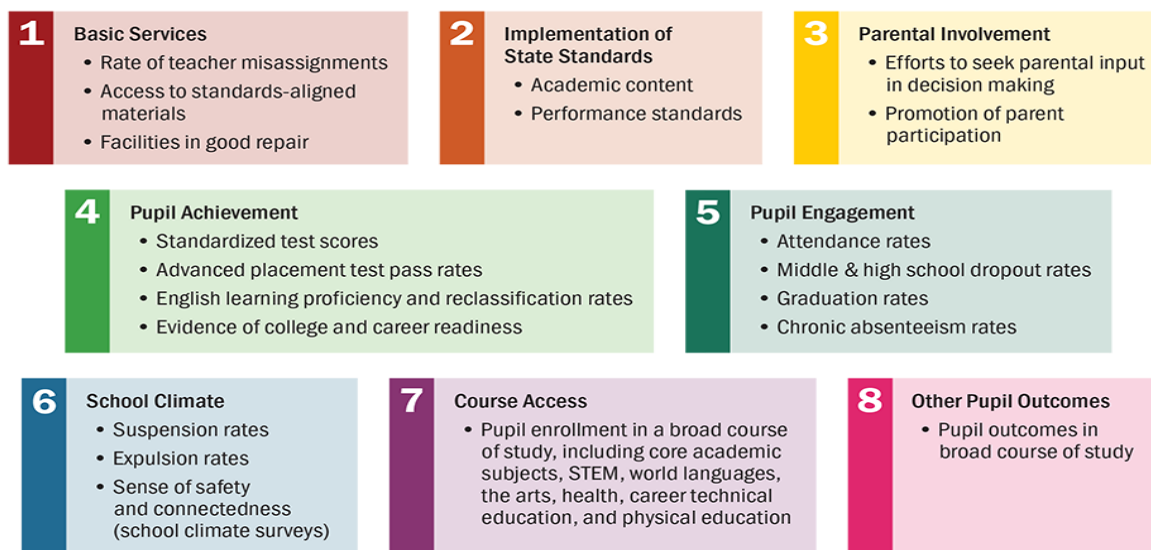 1
Basic Services
• Rate of teacher misassignments
• Access to standards-aligned
materials
• Facilities in good repair
2
Implementation of
State Standards
• Academic content
• Performance standards
3
Parental Involvement
• Efforts to seek parental input
in decision making
• Promotion of parent
participation
4
Pupil Achievement
• Standardized test scores
• Advanced placement test pass rates
• English learning proficiency and reclassification rates
• Evidence of college and career readiness
5
Pupil Engagement
• Attendance rates
• Middle & high school dropout rates
• Graduation rates
• Chronic absenteeism rates
6
School Climate
• Suspension rates
• Expulsion rates
• Sense of safety
and connectedness
(school climate surveys)
7
Course Access
• Pupil enrollment in a broad course
of study, including core academic
subjects, STEM, world languages,
the arts, health, career technical
education, and physical education
8
Other Pupil Outcomes
• Pupil outcomes in
broad course of study